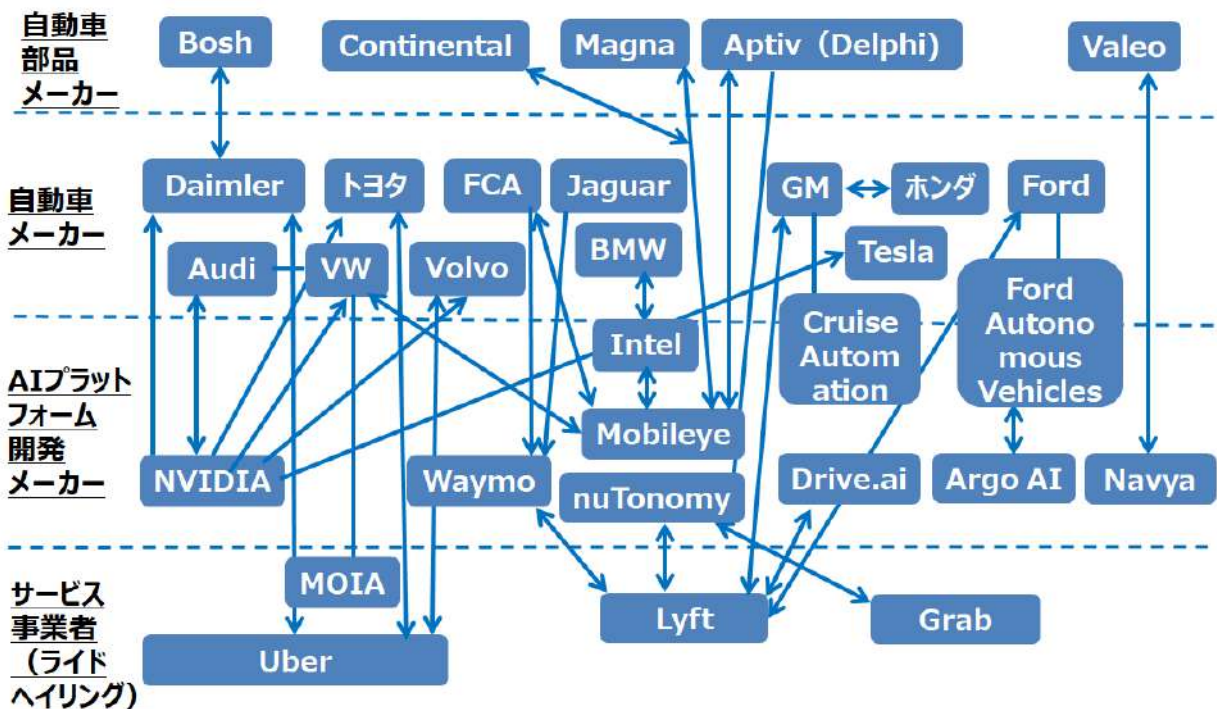 自動車
部品
メーカー
Bosh
Continental
Magna
Aptiv（Delphi)
Valeo
自動車
メーカー
Daimler
トヨタ
FCA
Jaguar
GM
ホンダ
Ford
Audi
VW
Volvo
BMW
Tesla
Ford
Autono
mous
Vehicles
Cruise
Autom
ation
AIプラット
フォーム
開発
メーカー
Intel
Mobileye
NVIDIA
Waymo
nuTonomy
Drive.ai
Argo AI
Navya
サービス
事業者
（ライド
ヘイリング)
MOIA
Uber
Lyft
Grab